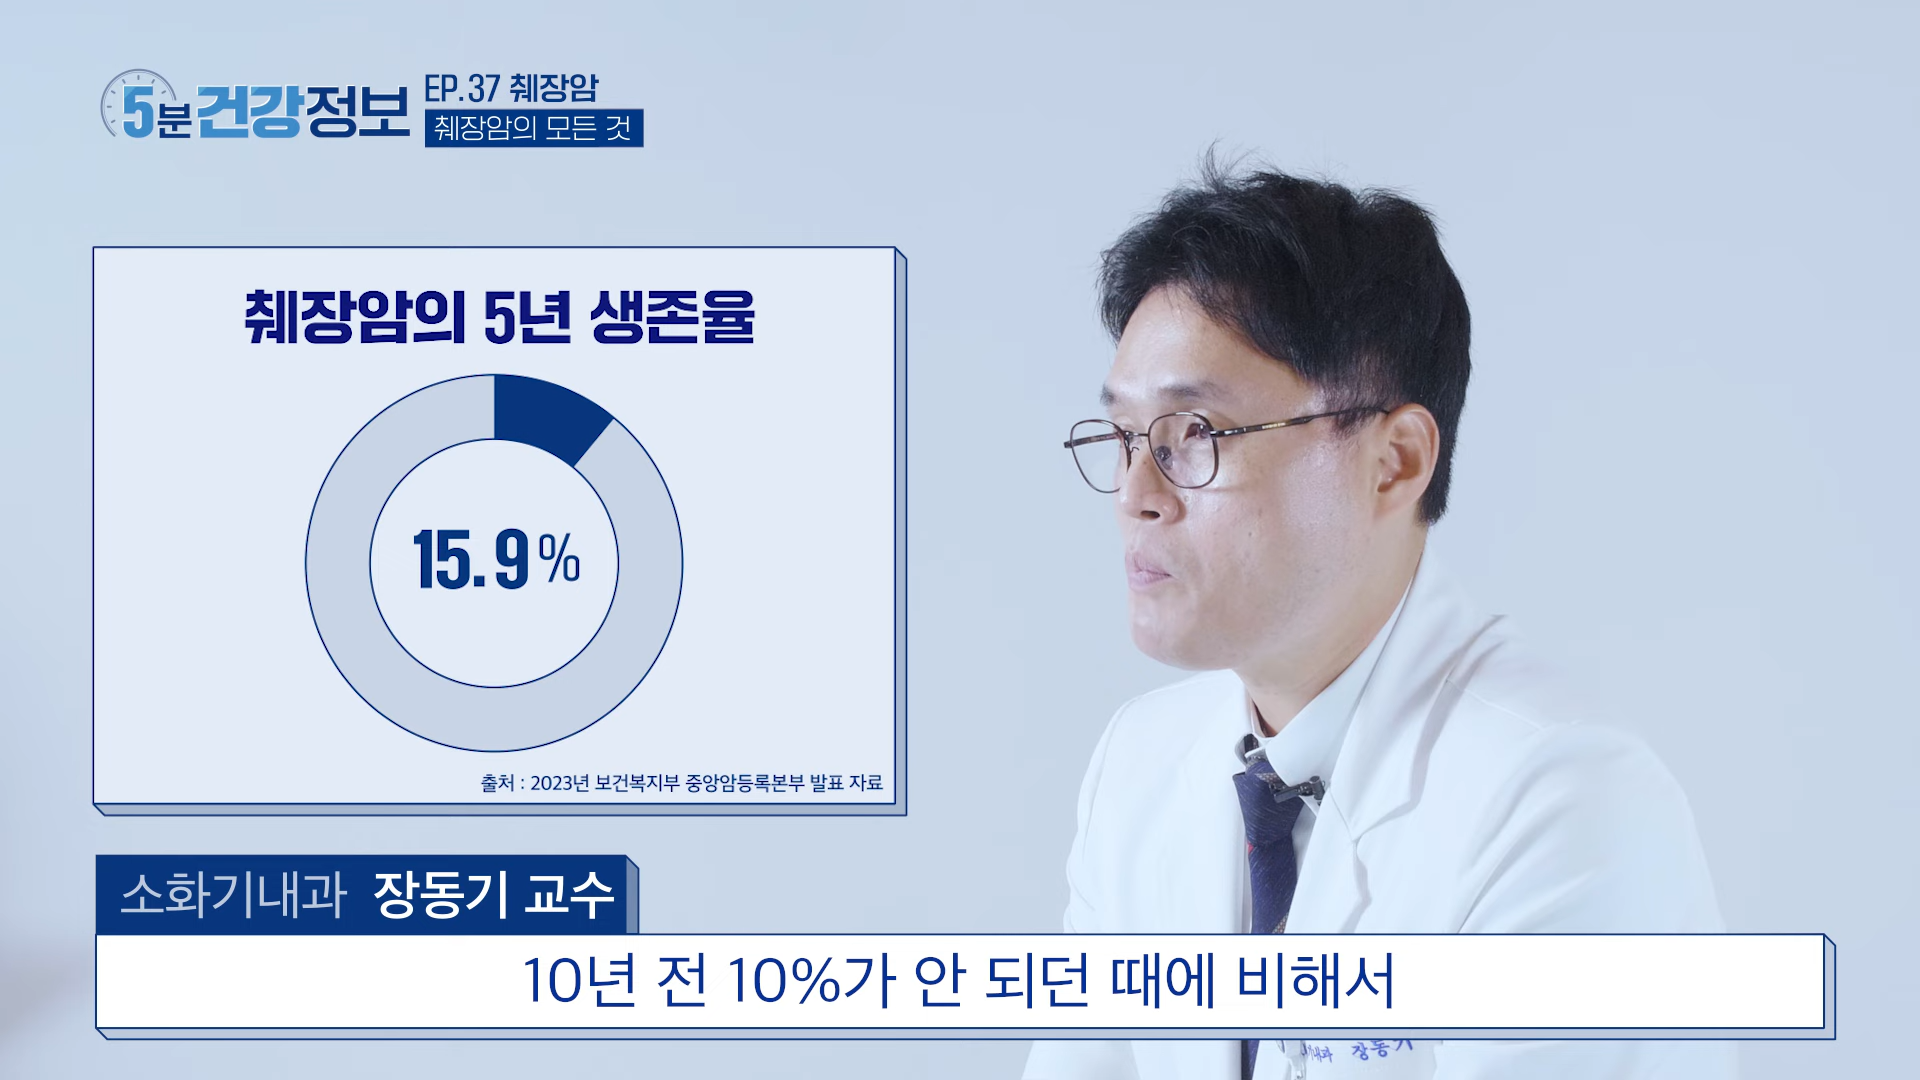 5분 건강정보
EP.37 췌장암
췌장암의 모든 것
췌장암의 5년 생존율
15.9%
출처 : 2023년 보건복지부 중앙암등록본부 발표 자료
소화기내과 장동기 교수
10년 전 10%가 안 되던 때에 비해서
장동기